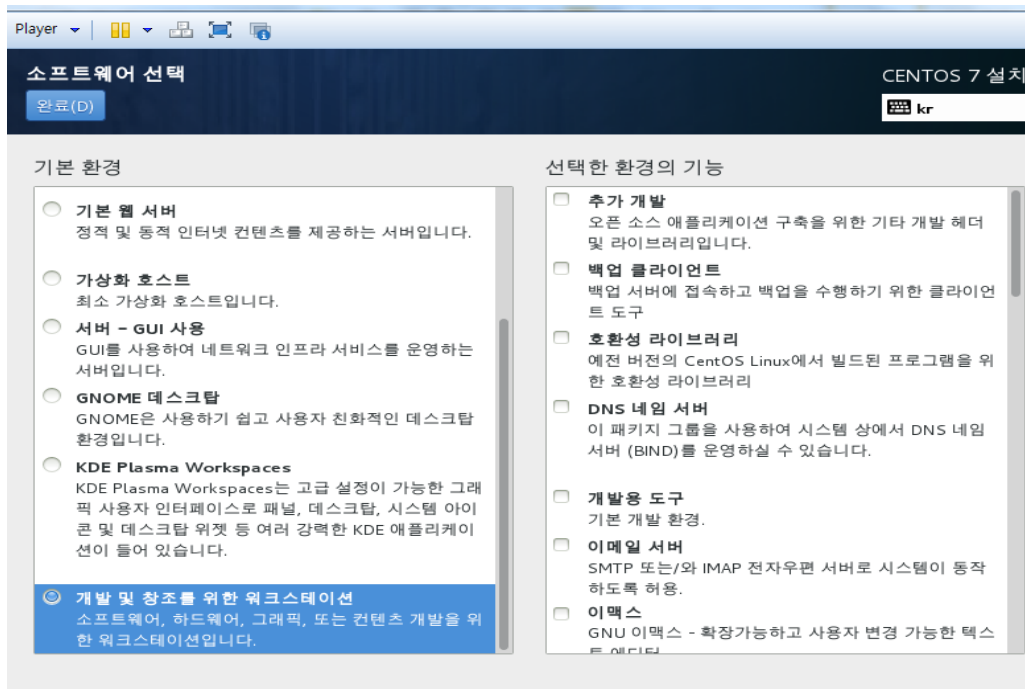 Player
소프트웨어 선택
완료(D)
CENTOS 7 설치
kr
기본 환경
기본 웹 서버
정적 및 동적 인터넷 컨텐츠를 제공하는 서버입니다.
가상화 호스트
최소 가상화 호스트입니다.
서버 – GUI 사용
GUI를 사용하여 네트워크 인프라 서비스를 운영하는
서버입니다.
GNOME 데스크탑
GNOME은 사용하기 쉽고 사용자 친화적인 데스크탑
환경입니다.
KDE Plasma Workspaces
KDE Plasma Workspaces는 고급 설정이 가능한 그래
픽 사용자 인터페이스로 패널, 데스크탑, 시스템 아이
콘 및 데스크탑 위젯 등 여러 강력한 KDE 애플리케이
션이 들어 있습니다.
개발 및 창조를 위한 워크스테이션
소프트웨어, 하드웨어, 그래픽, 또는 컨텐츠 개발을 위
한 워크스테이션입니다.
선택한 환경의 기능
추가 개발
오픈 소스 애플리케이션 구축을 위한 기타 개발 헤더
및 라이브러리입니다.
백업 클라이언트
백업 서버에 접속하고 백업을 수행하기 위한 클라이언
트 도구
호환성 라이브러리
예전 버전의 CentOS Linux에서 빌드된 프로그램을 위
한 호환성 라이브러리
DNS 네임 서버
이 패키지 그룹을 사용하여 시스템 상에서 DNS 네임
서버 (BIND)를 운영하실 수 있습니다.
개발용 도구
기본 개발 환경.
이메일 서버
SMTP 또는/와 IMAP 전자우편 서버로 시스템이 동작
하도록 허용.
이맥스
GNU 이맥스 - 확장가능하고 사용자 변경 가능한 텍스
트 에디터